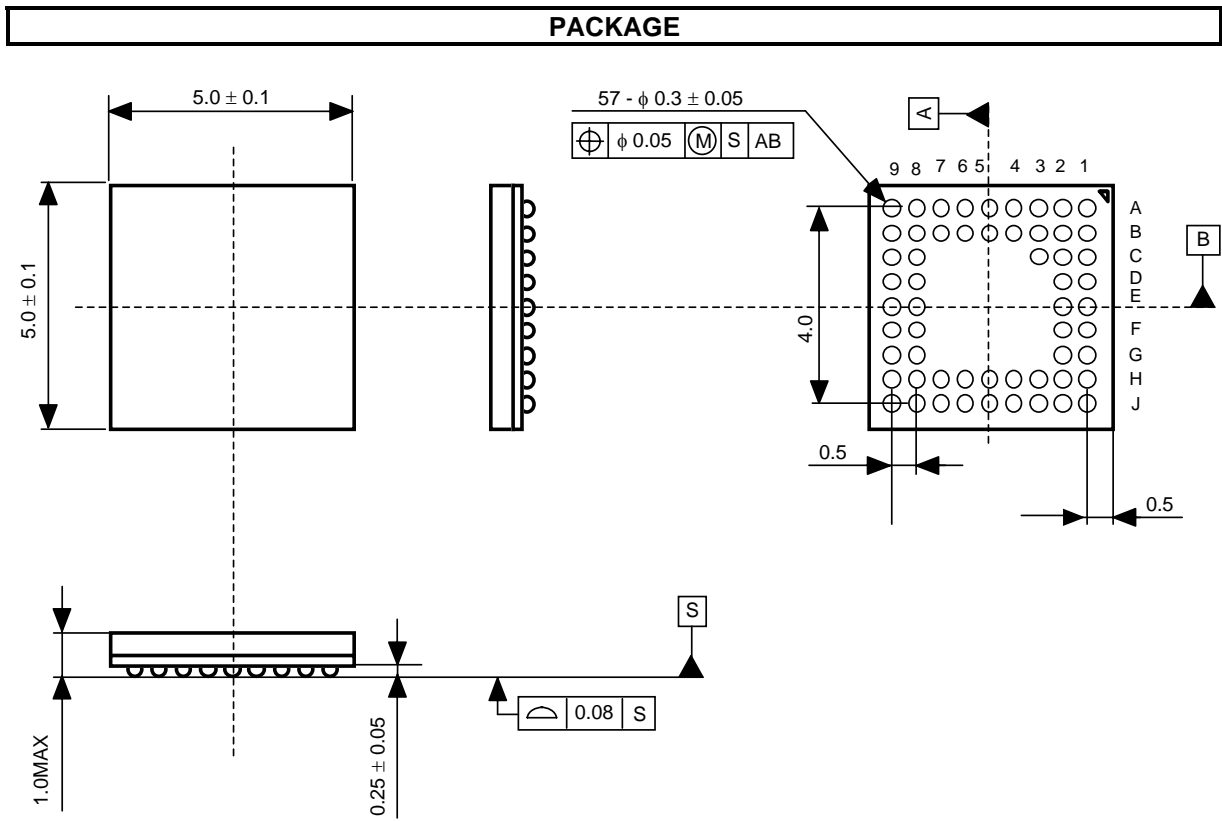 PACKAGE
5.0 ± 0.1
57 - ϕ 0.3 ± 0.05
ϕ 0.05 Ⓜ S AB
A
9 8 7 6 5 4 3 2 1
A
B
C
D
E
F
G
H
J
B
5.0 ± 0.1
4.0
0.5
0.5
S
0.08 S
1.0MAX
0.25 ± 0.05